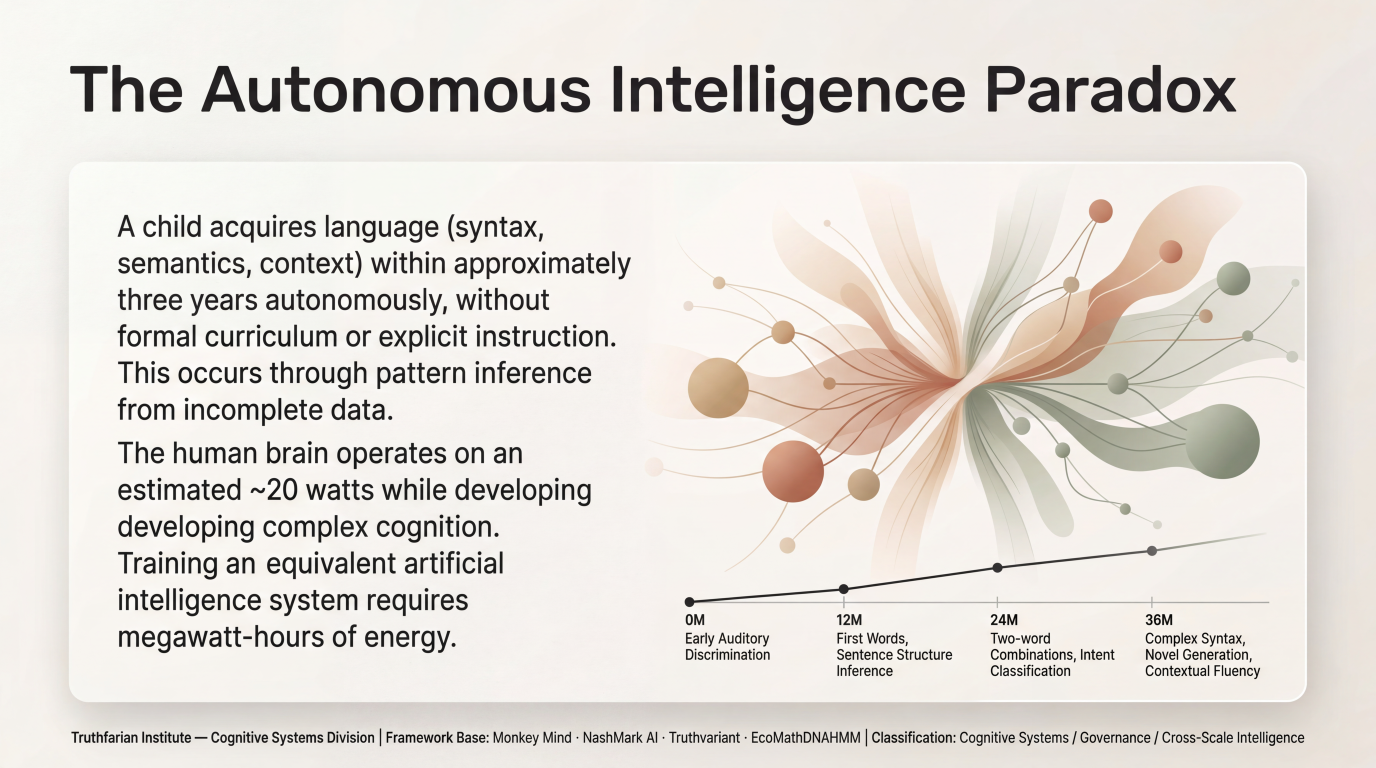 The Autonomous Intelligence Paradox
A child acquires language (syntax,
semantics, context) within approximately
three years autonomously, without
formal curriculum or explicit instruction.
This occurs through pattern inference
from incomplete data.
The human brain operates on an
estimated ~20 watts while developing
developing complex cognition.
Training an equivalent artificial
intelligence system requires
megawatt-hours of energy.
0M
Early Auditory
Discrimination
12M
First Words,
Sentence Structure
Inference
24M
Two-word
Combinations, Intent
Classification
36M
Complex Syntax,
Novel Generation,
Contextual Fluency
Truthfarian Institute — Cognitive Systems Division | Framework Base: Monkey Mind · NashMark AI · Truthvariant · EcoMathDNAHMM | Classification: Cognitive Systems / Governance / Cross-Scale Intelligence